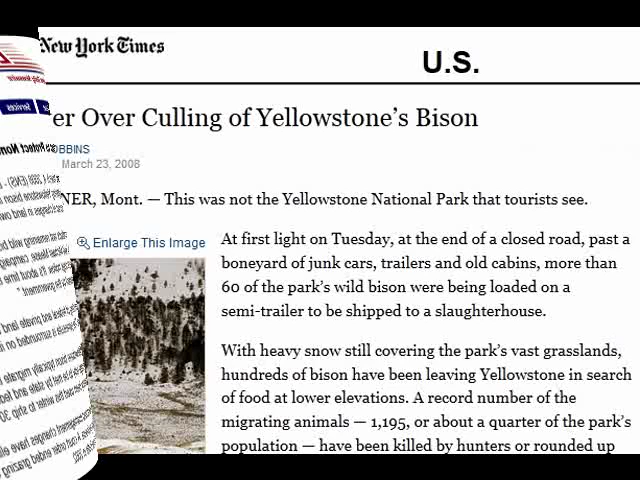 New York Times
U.S.
er Over Culling of Yellowstone's Bison
OBBINS
March 23, 2008
NER, Mont. — This was not the Yellowstone National Park that tourists see.
Enlarge This Image
At first light on Tuesday, at the end of a closed road, past a
boneyard of junk cars, trailers and old cabins, more than
60 of the park's wild bison were being loaded on a
semi-trailer to be shipped to a slaughterhouse.
With heavy snow still covering the park's vast grasslands,
hundreds of bison have been leaving Yellowstone in search
of food at lower elevations. A record number of the
migrating animals — 1,195, or about a quarter of the park's
population — have been killed by hunters or rounded up